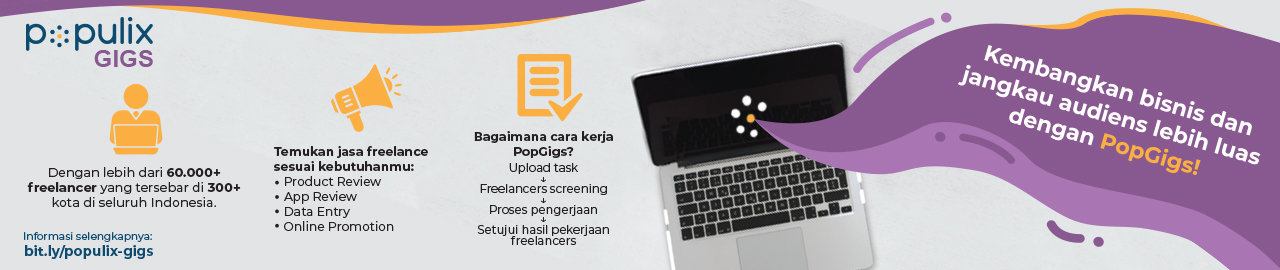 populix
GIGS
Dengan lebih dari 60.000+
freelancer yang tersebar di 300+
kota di seluruh Indonesia.
Informasi selengkapnya:
bit.ly/populix-gigs
Temukan jasa freelance
sesuai kebutuhanmu:
• Product Review
• App Review
• Data Entry
• Online Promotion
Bagaimana cara kerja
PopGigs?
Upload task
↓
Freelancers screening
↓
Proses pengerjaan
↓
Setujui hasil pekerjaan
freelancers
Kembangkan bisnis dan
jangkau audiens lebih luas
dengan PopGigs!